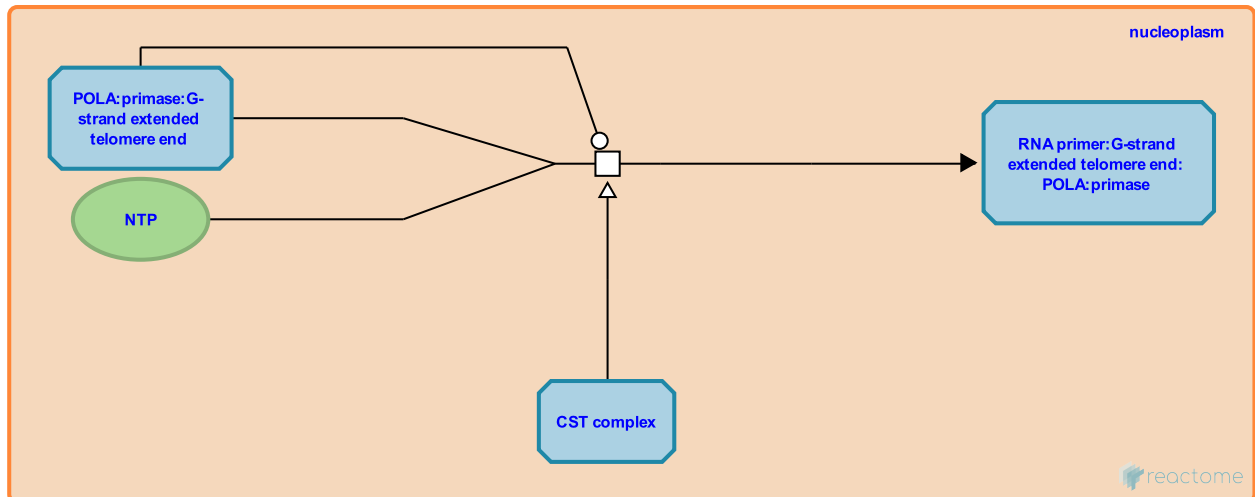 nucleoplasm
POLA:primase:G-
strand extended
telomere end
NTP
RNA primer:G-strand
extended telomere end:
POLA:primase
CST complex
reactome